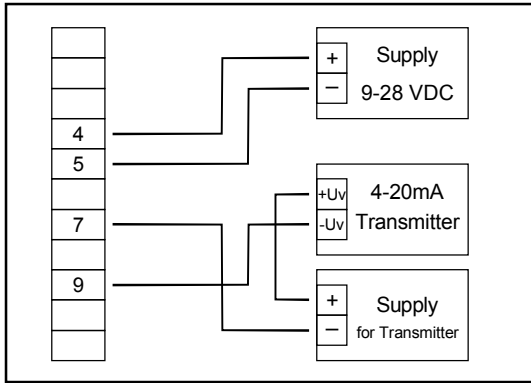 4
5
7
9
+
−
Supply
9-28 VDC
+Uv
-Uv
4-20mA
Transmitter
+
−
Supply
for Transmitter